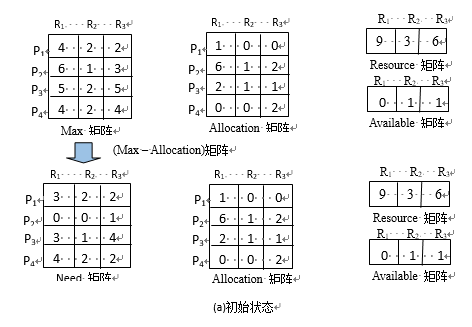 R1 R2 R3
P1 4 2 2
P2 6 1 3
P3 5 2 5
P4 4 2 4
Max 矩阵
R1 R2 R3
P1 1 0 0
P2 6 1 2
P3 2 1 1
P4 0 0 2
Allocation 矩阵
R1 R2 R3
9 3 6
Resource 矩阵
R1 R2 R3
0 1 1
Available 矩阵
(Max – Allocation)矩阵
R1 R2 R3
P1 3 2 2
P2 0 0 1
P3 3 1 4
P4 4 2 2
Need 矩阵
R1 R2 R3
P1 1 0 0
P2 6 1 2
P3 2 1 1
P4 0 0 2
Allocation 矩阵
R1 R2 R3
9 3 6
Resource 矩阵
R1 R2 R3
0 1 1
Available 矩阵
(a)初始状态